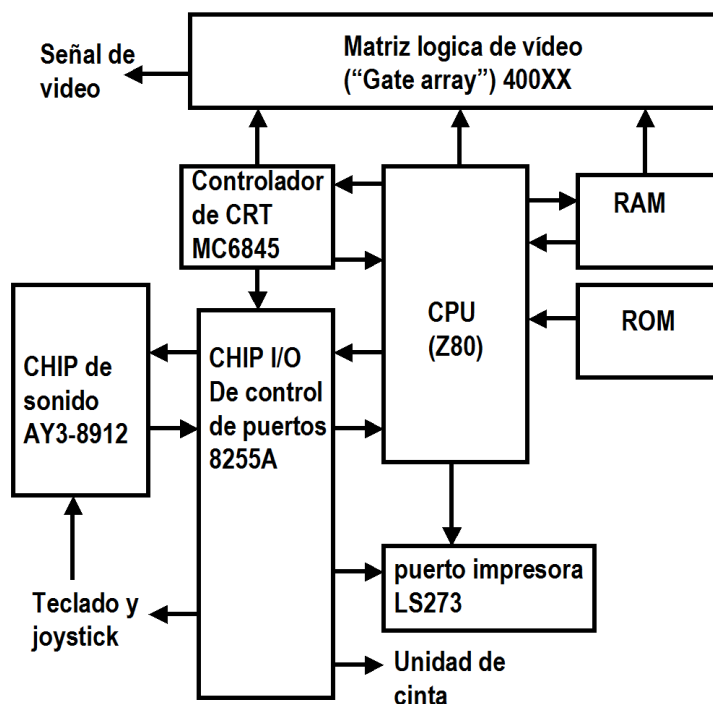 Señal de
video
Matriz logica de vídeo
(“Gate array”) 400XX
Controlador
de CRT
MC6845
RAM
CPU
(Z80)
ROM
CHIP de
sonido
AY3-8912
CHIP I/O
De control
de puertos
8255A
puerto impresora
LS273
Teclado y
joystick
Unidad de
cinta